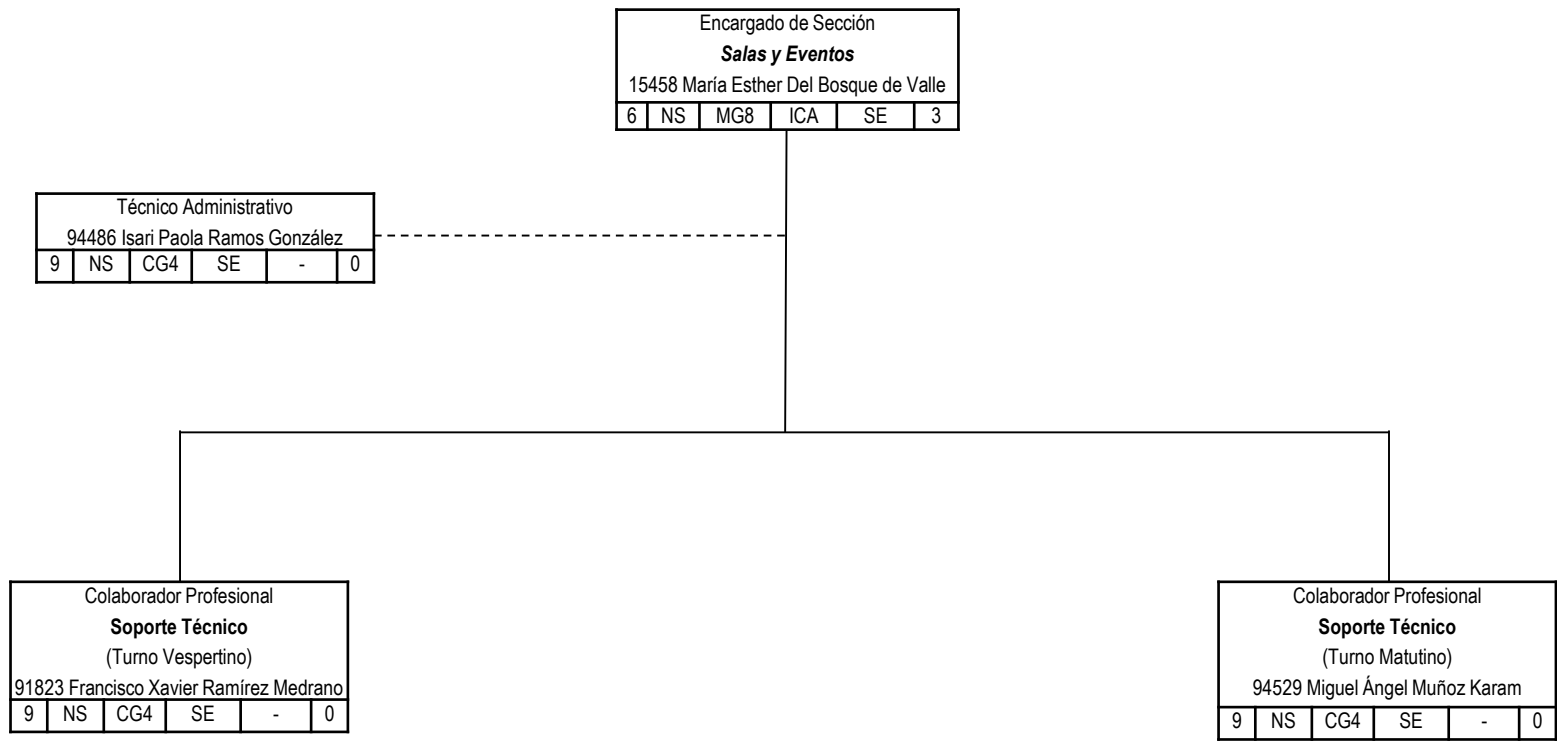 Encargado de Sección
Salas y Eventos
15458 María Esther Del Bosque de Valle
6 NS MG8 ICA SE 3
Técnico Administrativo
94486 Isari Paola Ramos González
9 NS CG4 SE - 0
Colaborador Profesional
Soporte Técnico
(Turno Vespertino)
91823 Francisco Xavier Ramírez Medrano
9 NS CG4 SE - 0
Colaborador Profesional
Soporte Técnico
(Turno Matutino)
94529 Miguel Ángel Muñoz Karam
9 NS CG4 SE - 0